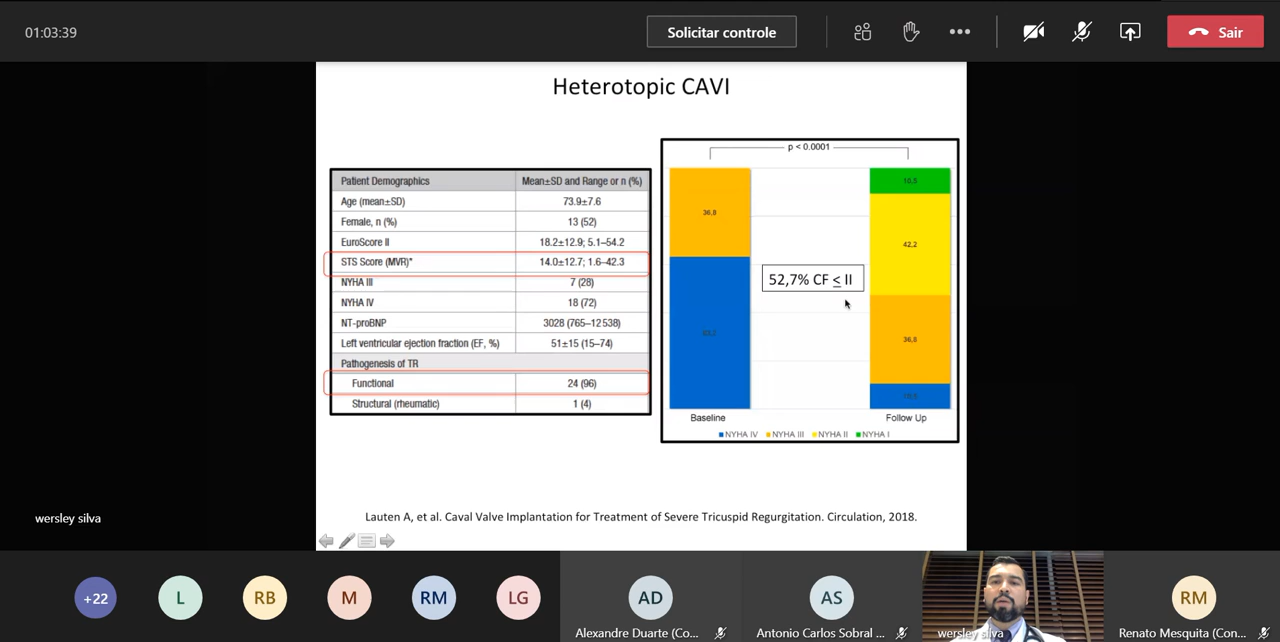 01:03:39
Solicitar controle
Sair
Heterotopic CAVI
Patient Demographics Mean±SD and Range or n (%)
Age (mean±SD) 73.9±7.6
Female, n (%) 13 (52)
EuroScore II 18.2±12.9; 5.1–54.2
STS Score (MVR)* 14.0±12.7; 1.6–42.3
NYHA III 7 (28)
NYHA IV 18 (72)
NT-proBNP 3028 (765–12 538)
Left ventricular ejection fraction (EF, %) 51±15 (15–74)
Pathogenesis of TR
Functional 24 (96)
Structural (rheumatic) 1 (4)
p < 0.0001
36,8
10,5
42,2
36,8
52,7% CF ≤ II
Baseline
Follow Up
NYHA IV NYHA III NYHA II NYHA I
Lauten A, et al. Caval Valve Implantation for Treatment of Severe Tricuspid Regurgitation. Circulation, 2018.
wersley silva
+22
L
RB
M
RM
LG
AD
Alexandre Duarte (Co...
AS
Antonio Carlos Sobral ...
wersley silva
RM
Renato Mesquita (Con...